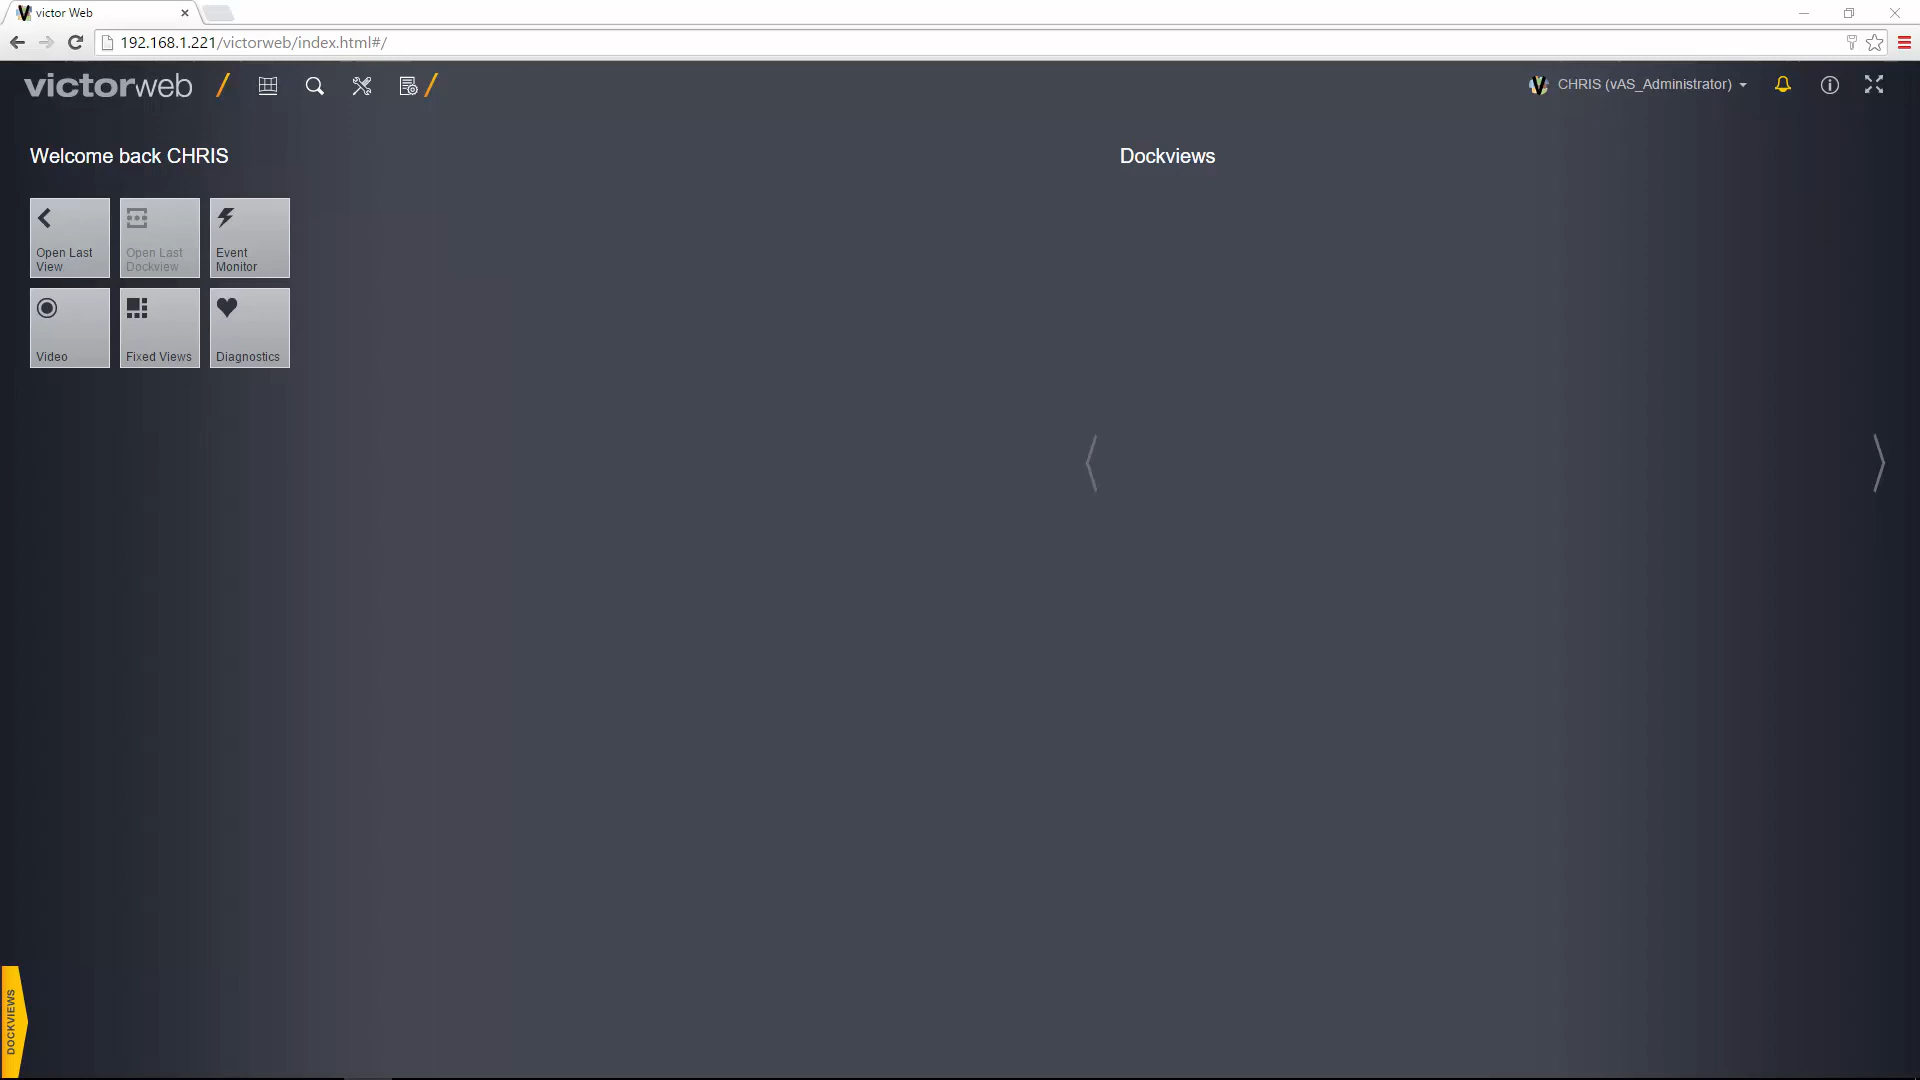 victor Web
192.168.1.221/victorweb/index.html#/
victorweb
CHRIS (vAS_Administrator)
Welcome back CHRIS
Dockviews
Open Last
View
Open Last
Dockview
Event
Monitor
Video
Fixed Views
Diagnostics
DOCKVIEWS